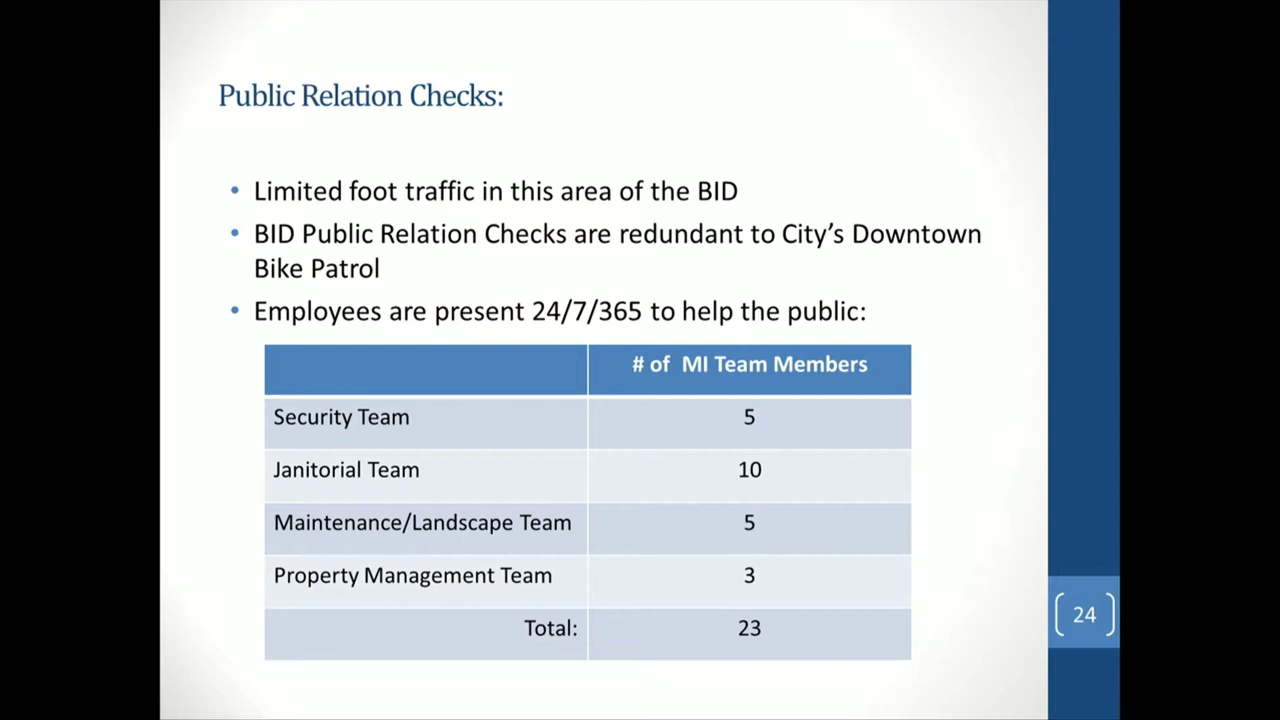 Public Relation Checks:
• Limited foot traffic in this area of the BID
• BID Public Relation Checks are redundant to City's Downtown
Bike Patrol
• Employees are present 24/7/365 to help the public:
# of MI Team Members
Security Team 5
Janitorial Team 10
Maintenance/Landscape Team 5
Property Management Team 3
Total: 23
24